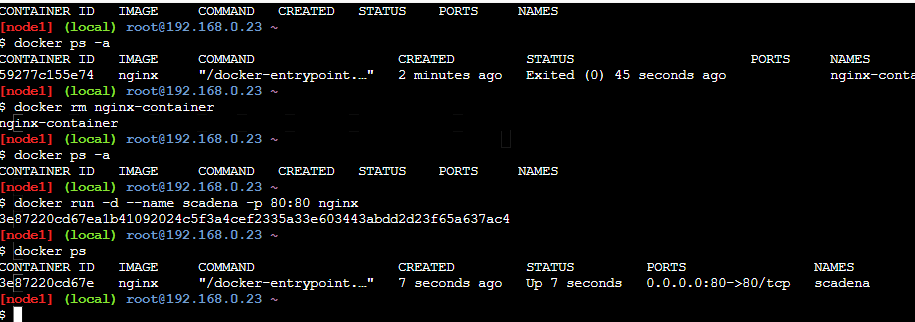 CONTAINER ID   IMAGE     COMMAND   CREATED   STATUS    PORTS     NAMES
[node1] (local) root@192.168.0.23 ~
$ docker ps -a
CONTAINER ID   IMAGE     COMMAND                  CREATED         STATUS                      PORTS     NAMES
59277c155e74   nginx     "/docker-entrypoint.…"   2 minutes ago   Exited (0) 45 seconds ago             nginx-conta
[node1] (local) root@192.168.0.23 ~
$ docker rm nginx-container
nginx-container
[node1] (local) root@192.168.0.23 ~
$ docker ps -a
CONTAINER ID   IMAGE     COMMAND   CREATED   STATUS    PORTS     NAMES
[node1] (local) root@192.168.0.23 ~
$ docker run -d --name scadena -p 80:80 nginx
3e87220cd67ea1b41092024c5f3a4cef2335a33e603443abdd2d23f65a637ac4
[node1] (local) root@192.168.0.23 ~
$ docker ps
CONTAINER ID   IMAGE     COMMAND                  CREATED         STATUS         PORTS                NAMES
3e87220cd67e   nginx     "/docker-entrypoint.…"   7 seconds ago   Up 7 seconds   0.0.0.0:80->80/tcp   scadena
[node1] (local) root@192.168.0.23 ~
$